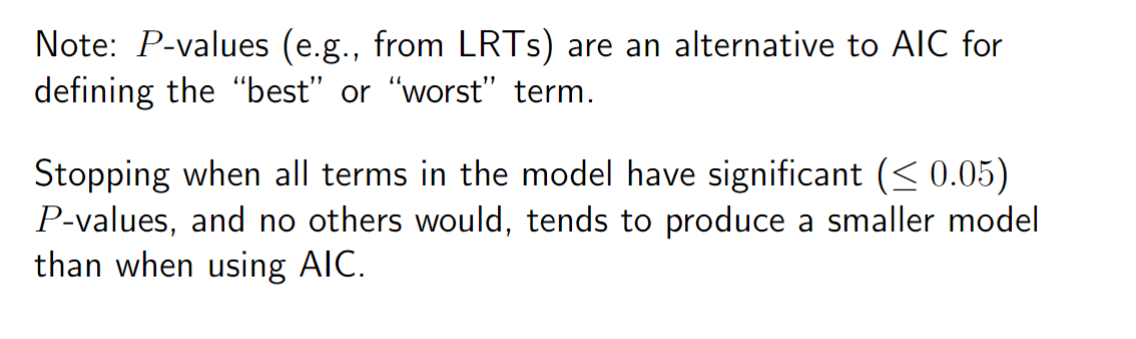 Note: P-values (e.g., from LRTs) are an alternative to AIC for
defining the “best” or “worst” term.
Stopping when all terms in the model have significant (≤ 0.05)
P-values, and no others would, tends to produce a smaller model
than when using AIC.